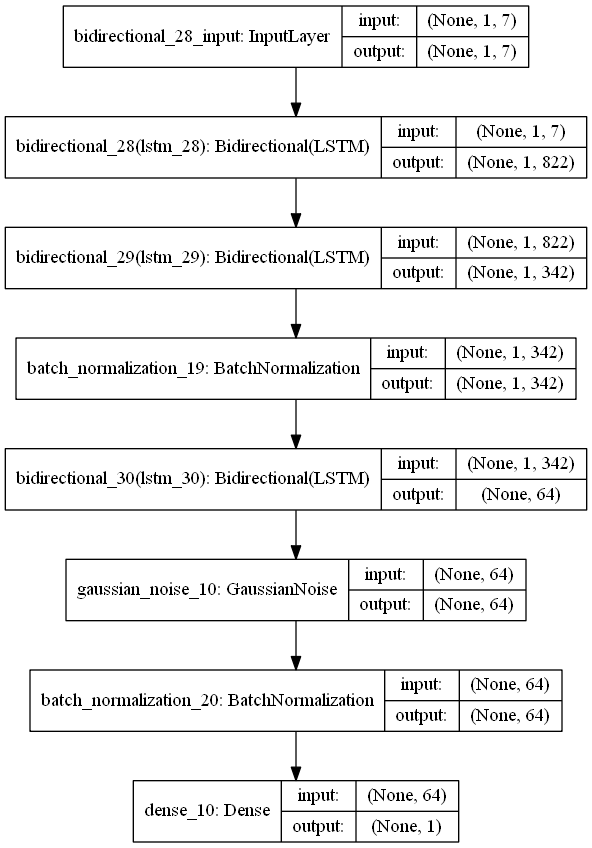 bidirectional_28_input: InputLayer input: (None, 1, 7)
output: (None, 1, 7)
bidirectional_28(lstm_28): Bidirectional(LSTM) input: (None, 1, 7)
output: (None, 1, 822)
bidirectional_29(lstm_29): Bidirectional(LSTM) input: (None, 1, 822)
output: (None, 1, 342)
batch_normalization_19: BatchNormalization input: (None, 1, 342)
output: (None, 1, 342)
bidirectional_30(lstm_30): Bidirectional(LSTM) input: (None, 1, 342)
output: (None, 64)
gaussian_noise_10: GaussianNoise input: (None, 64)
output: (None, 64)
batch_normalization_20: BatchNormalization input: (None, 64)
output: (None, 64)
dense_10: Dense input: (None, 64)
output: (None, 1)